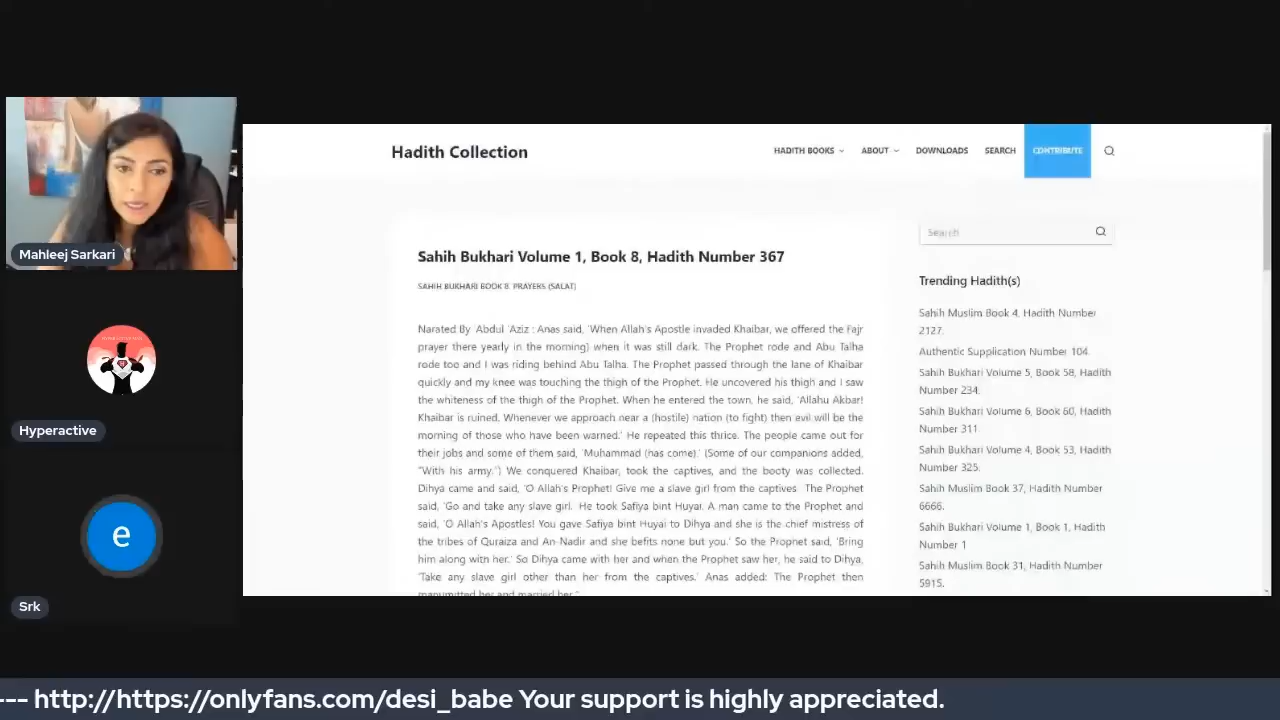 Hadith Collection
HADITH BOOKS ABOUT DOWNLOADS SEARCH CONTRIBUTE
Mahleej Sarkari
Hyperactive
e
Srk
Sahih Bukhari Volume 1, Book 8, Hadith Number 367
SAHIH BUKHARI BOOK 8. PRAYERS (SALAT)
Narrated By 'Abdul 'Aziz : Anas said, 'When Allah's Apostle invaded Khaibar, we offered the Fajr
prayer there yearly in the morning) when it was still dark. The Prophet rode and Abu Talha
rode too and I was riding behind Abu Talha. The Prophet passed through the lane of Khaibar
quickly and my knee was touching the thigh of the Prophet. He uncovered his thigh and I saw
the whiteness of the thigh of the Prophet. When he entered the town, he said, 'Allahu Akbar!
Khaibar is ruined. Whenever we approach near a (hostile) nation (to fight) then evil will be the
morning of those who have been warned.' He repeated this thrice. The people came out for
their jobs and some of them said, 'Muhammad (has come).' (Some of our companions added,
"With his army.") We conquered Khaibar, took the captives, and the booty was collected.
Dihya came and said, 'O Allah's Prophet! Give me a slave girl from the captives The Prophet
said, 'Go and take any slave girl. He took Safiya bint Huyai. A man came to the Prophet and
said, 'O Allah's Apostles! You gave Safiya bint Huyai to Dihya and she is the chief mistress of
the tribes of Quraiza and An-Nadir and she befits none but you.' So the Prophet said, 'Bring
him along with her.' So Dihya came with her and when the Prophet saw her, he said to Dihya,
'Take any slave girl other than her from the captives.' Anas added: The Prophet then
manumitted her and married her."
Search
Trending Hadith(s)
Sahih Muslim Book 4, Hadith Number
2127.
Authentic Supplication Number 104.
Sahih Bukhari Volume 5, Book 58, Hadith
Number 234.
Sahih Bukhari Volume 6, Book 60, Hadith
Number 311.
Sahih Bukhari Volume 4, Book 53, Hadith
Number 325.
Sahih Muslim Book 37, Hadith Number
6666.
Sahih Bukhari Volume 1, Book 1, Hadith
Number 1
Sahih Muslim Book 31, Hadith Number
5915.
--- http://https://onlyfans.com/desi_babe Your support is highly appreciated.